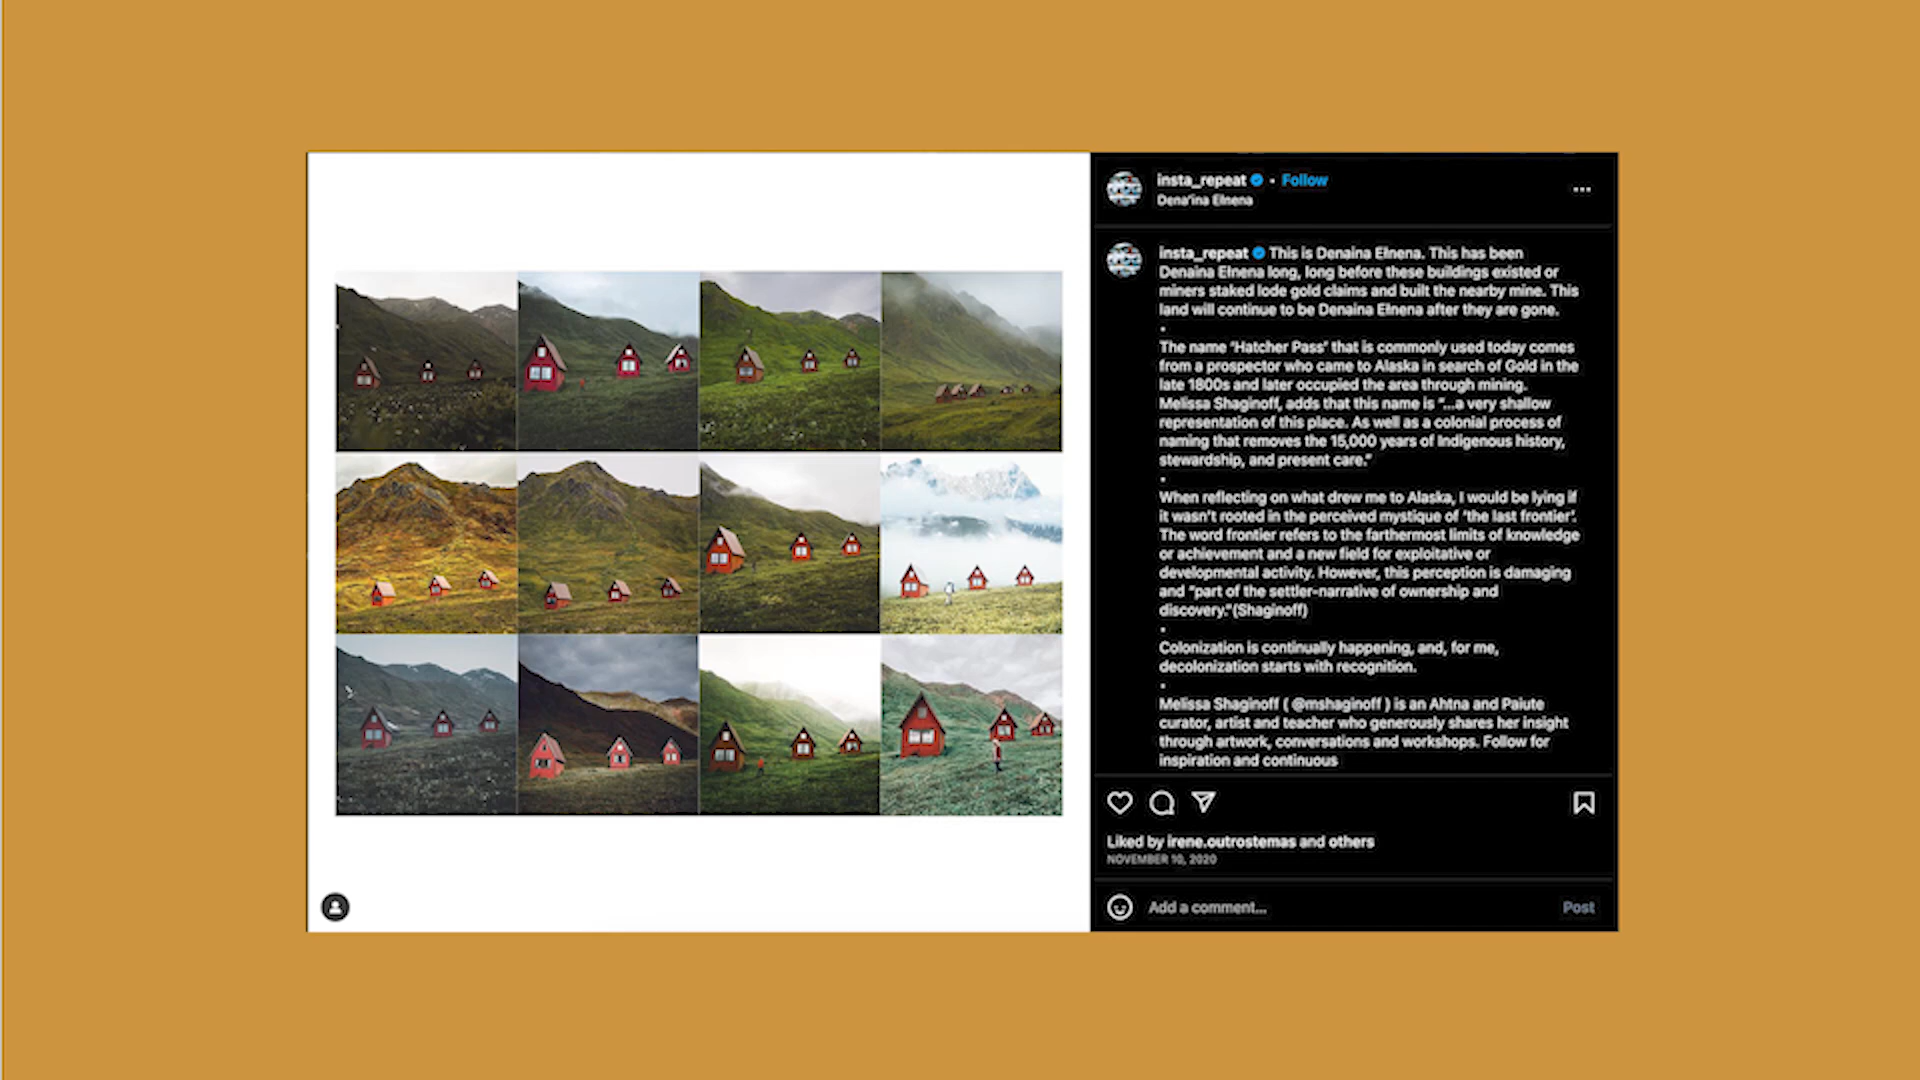 insta_repeat • Follow
Dena'ina Ełnena
insta_repeat This is Denaina Ełnena. This has been
Denaina Ełnena long, long before these buildings existed or
miners staked lode gold claims and built the nearby mine. This
land will continue to be Denaina Ełnena after they are gone.
•
The name 'Hatcher Pass' that is commonly used today comes
from a prospector who came to Alaska in search of Gold in the
late 1800s and later occupied the area through mining.
Melissa Shaginoff, adds that this name is "...a very shallow
representation of this place. As well as a colonial process of
naming that removes the 15,000 years of Indigenous history,
stewardship, and present care."
•
When reflecting on what drew me to Alaska, I would be lying if
it wasn't rooted in the perceived mystique of 'the last frontier'.
The word frontier refers to the farthermost limits of knowledge
or achievement and a new field for exploitative or
developmental activity. However, this perception is damaging
and "part of the settler-narrative of ownership and
discovery."(Shaginoff)
•
Colonization is continually happening, and, for me,
decolonization starts with recognition.
•
Melissa Shaginoff ( @mshaginoff ) is an Ahtna and Paiute
curator, artist and teacher who generously shares her insight
through artwork, conversations and workshops. Follow for
inspiration and continuous
Liked by irene.outrostemas and others
NOVEMBER 10, 2020
Add a comment...
Post